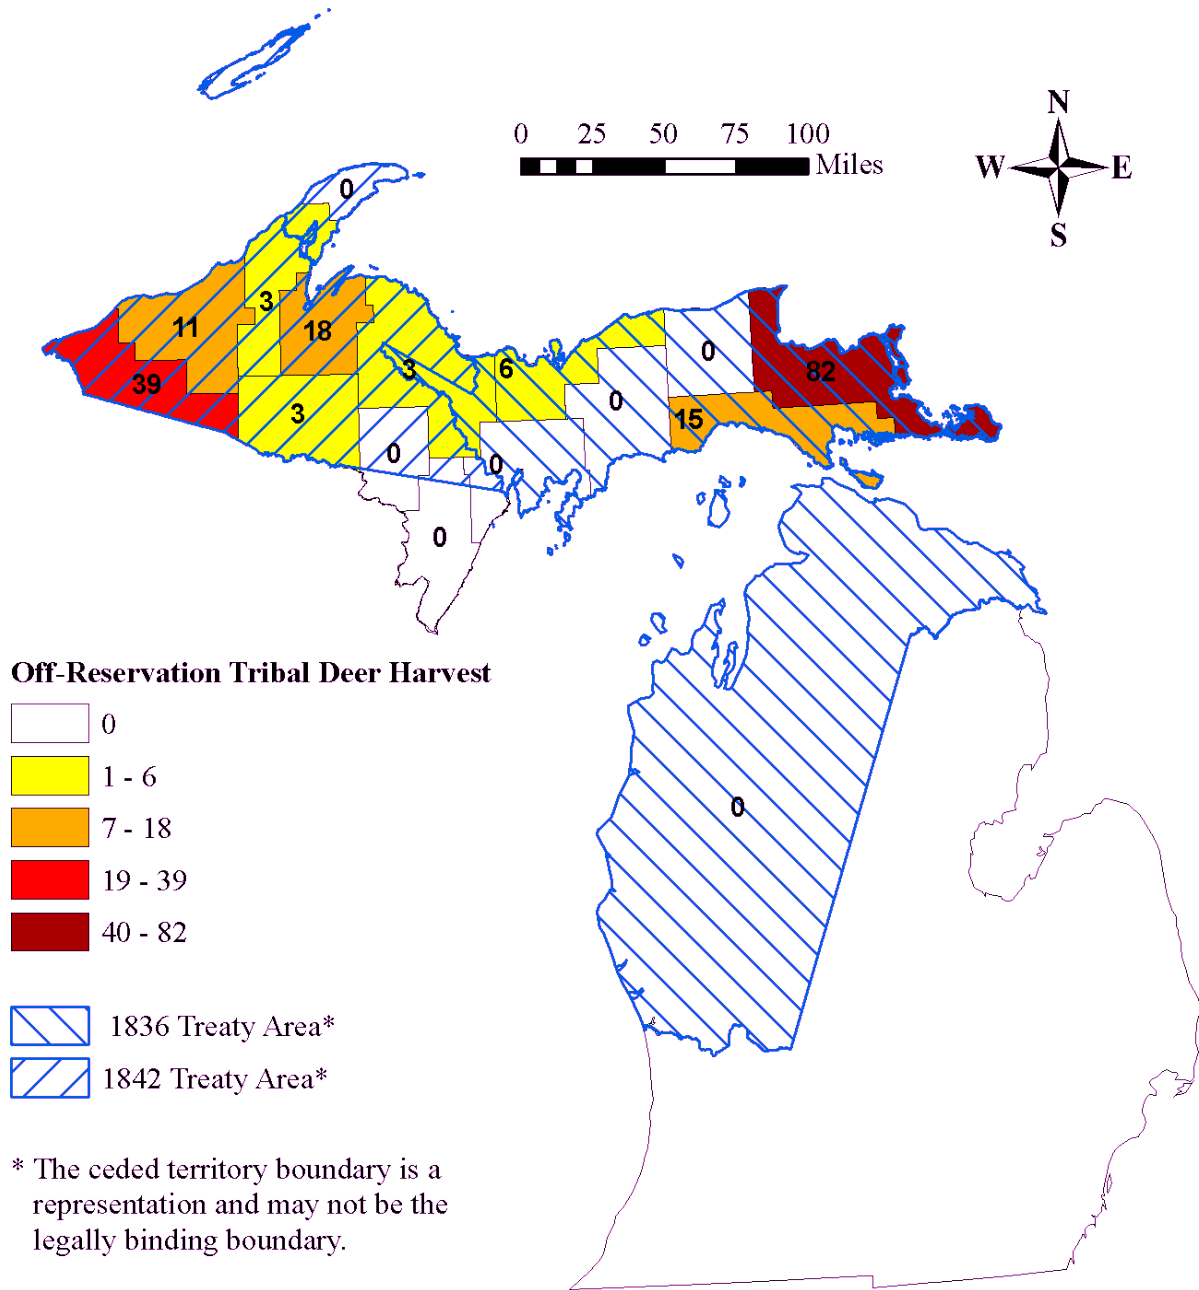 0 25 50 75 100
Miles
N
W E
S
0
3
11
18
39
3
3
6
0
0
82
15
0
0
3
0
0
Off-Reservation Tribal Deer Harvest
0
1 - 6
7 - 18
19 - 39
40 - 82
1836 Treaty Area*
1842 Treaty Area*
* The ceded territory boundary is a
representation and may not be the
legally binding boundary.